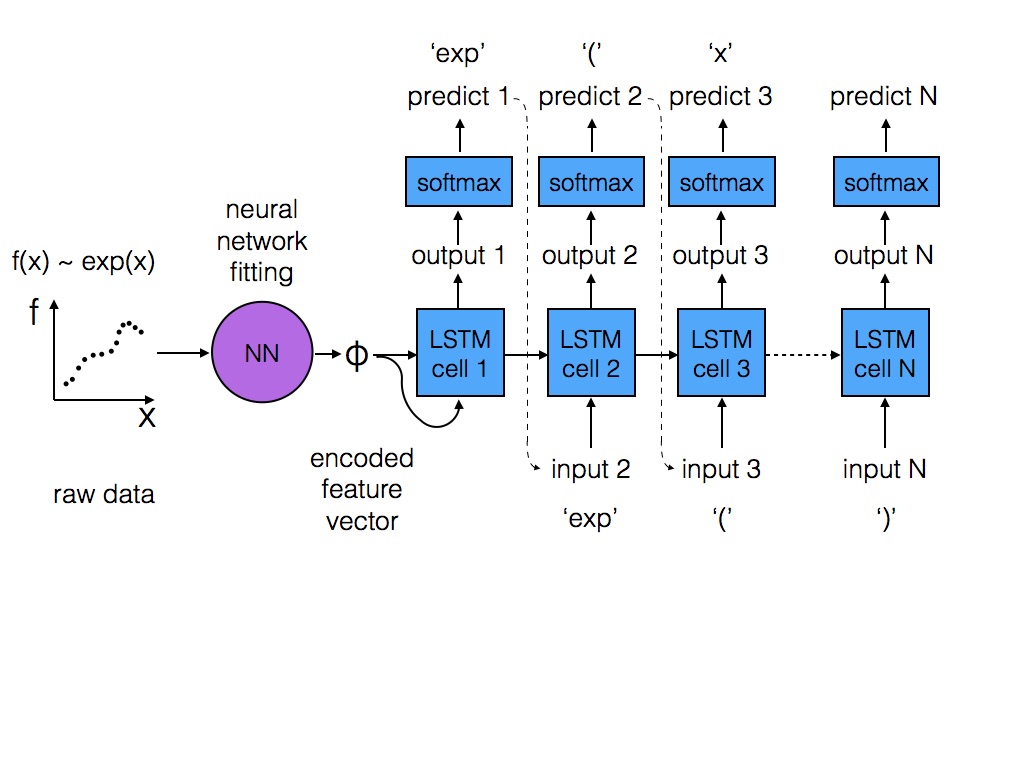 ‘exp’ ‘(’ ‘x’
predict 1 predict 2 predict 3 predict N
softmax softmax softmax softmax
neural
network
fitting
output 1 output 2 output 3 output N
f(x) ~ exp(x)
f
X
raw data
NN
ϕ
encoded
feature
vector
LSTM
cell 1
LSTM
cell 2
LSTM
cell 3
LSTM
cell N
input 2 input 3 input N
‘exp’ ‘(’ ‘)’